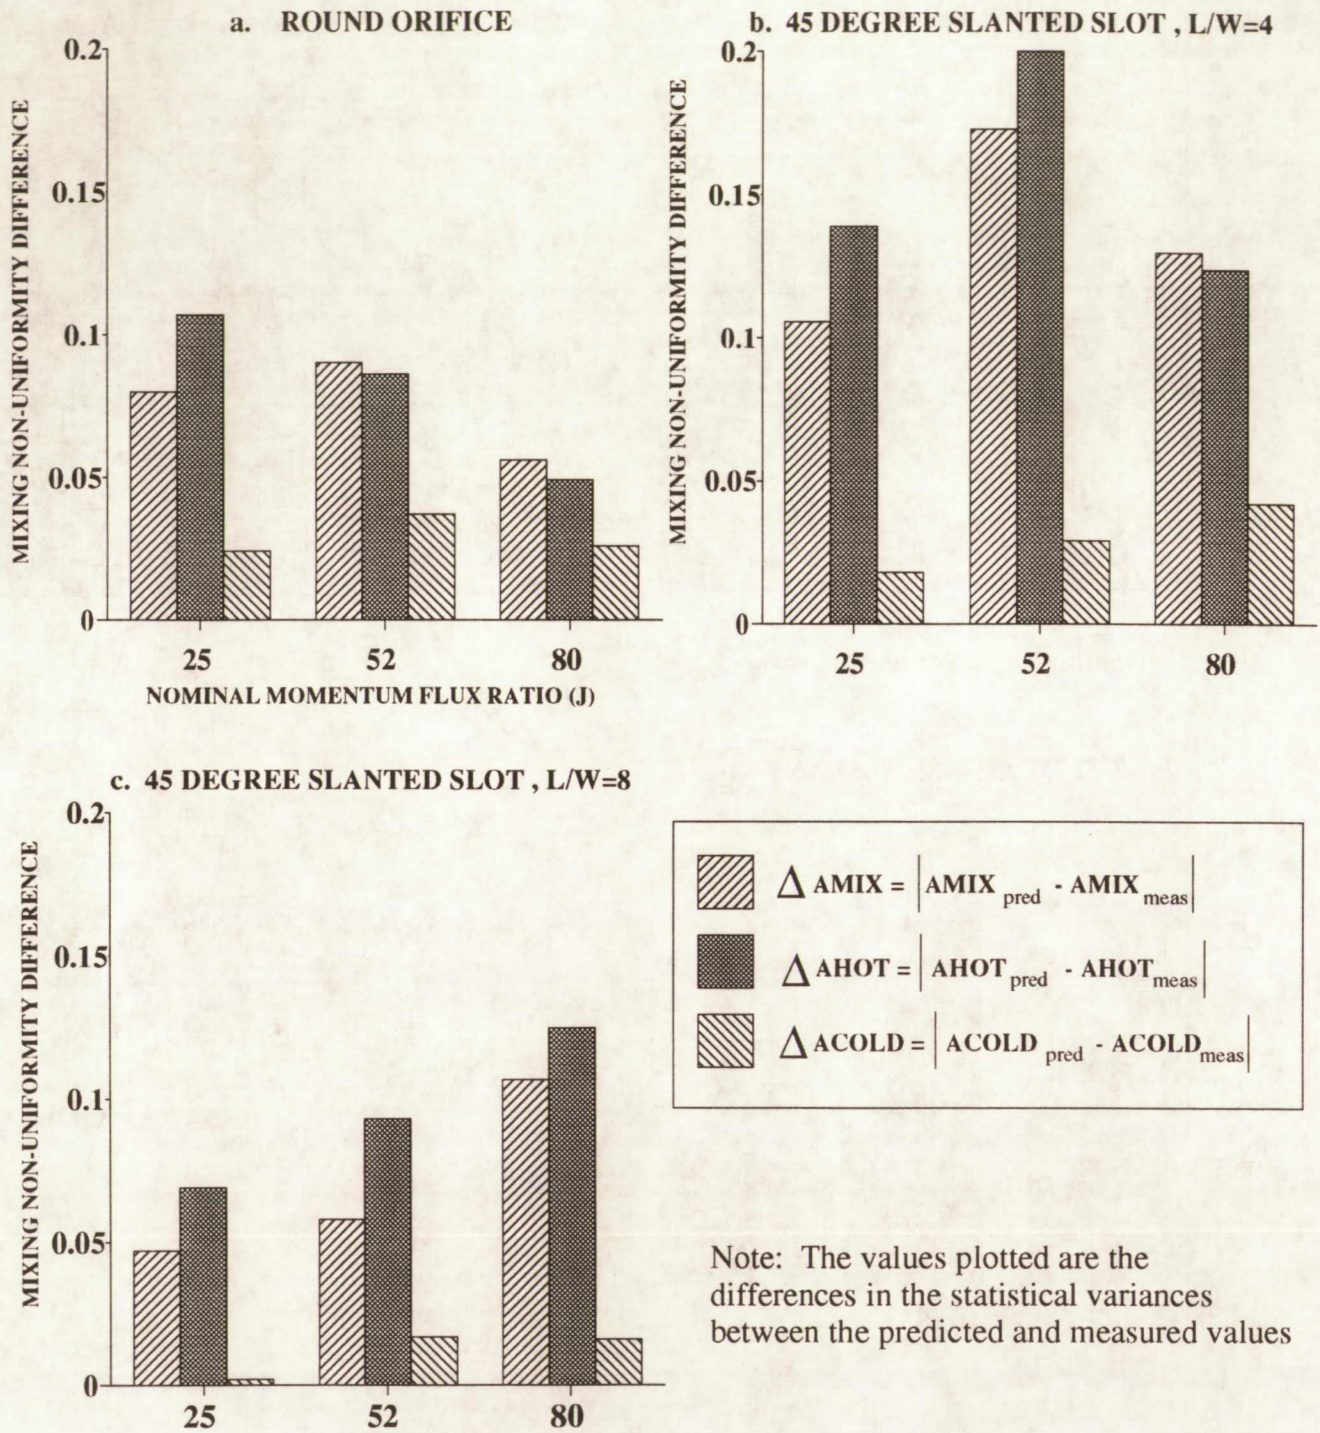 a. ROUND ORIFICE
MIXING NON-UNIFORMITY DIFFERENCE
0.2
0.15
0.1
0.05
0
25 52 80
NOMINAL MOMENTUM FLUX RATIO (J)
b. 45 DEGREE SLANTED SLOT , L/W=4
MIXING NON-UNIFORMITY DIFFERENCE
0.2
0.15
0.1
0.05
0
25 52 80
c. 45 DEGREE SLANTED SLOT , L/W=8
MIXING NON-UNIFORMITY DIFFERENCE
0.2
0.15
0.1
0.05
0
25 52 80
Δ AMIX = | AMIX pred - AMIX meas |
Δ AHOT = | AHOT pred - AHOT meas |
Δ ACOLD = | ACOLD pred - ACOLD meas |
Note: The values plotted are the
differences in the statistical variances
between the predicted and measured values